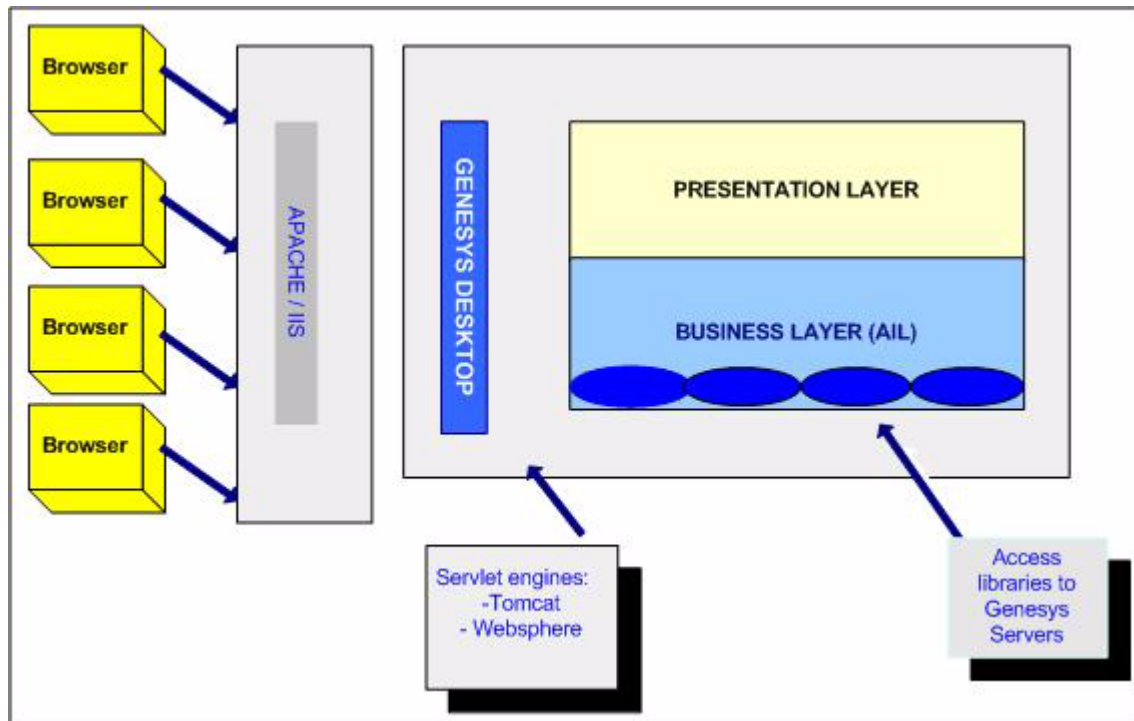 Browser
Browser
Browser
Browser
APACHE / IIS
GENESYS DESKTOP
PRESENTATION LAYER
BUSINESS LAYER (AIL)
Servlet engines:
-Tomcat
- Websphere
Access
libraries to
Genesys
Servers